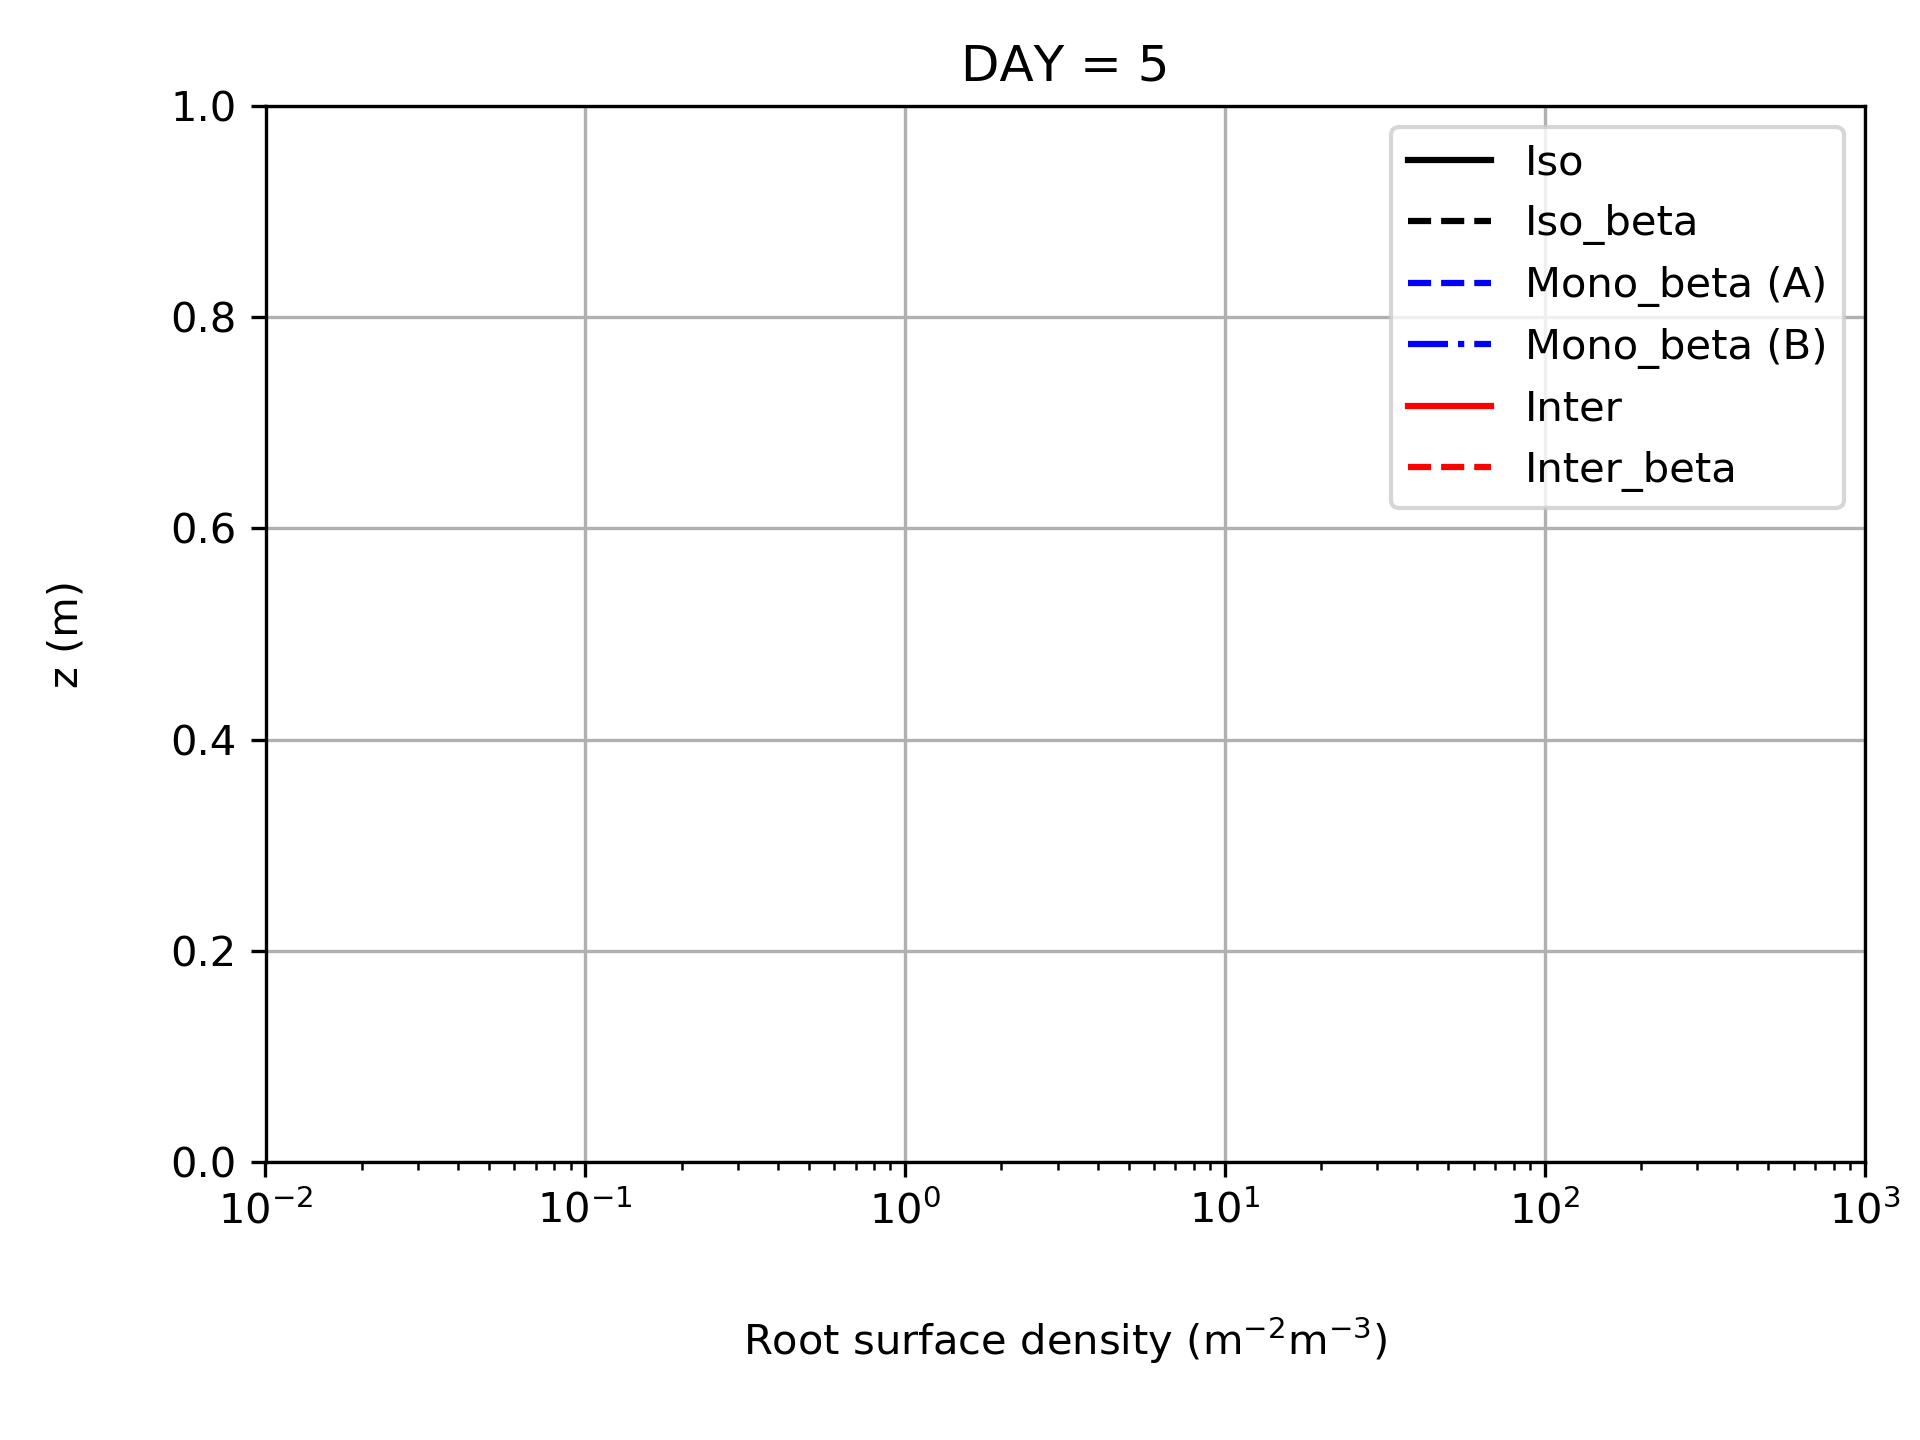 DAY = 5
1.0
0.8
0.6
0.4
0.2
0.0
z (m)
Iso
Iso_beta
Mono_beta (A)
Mono_beta (B)
Inter
Inter_beta
10⁻² 10⁻¹ 10⁰ 10¹ 10² 10³
Root surface density (m⁻²m⁻³)